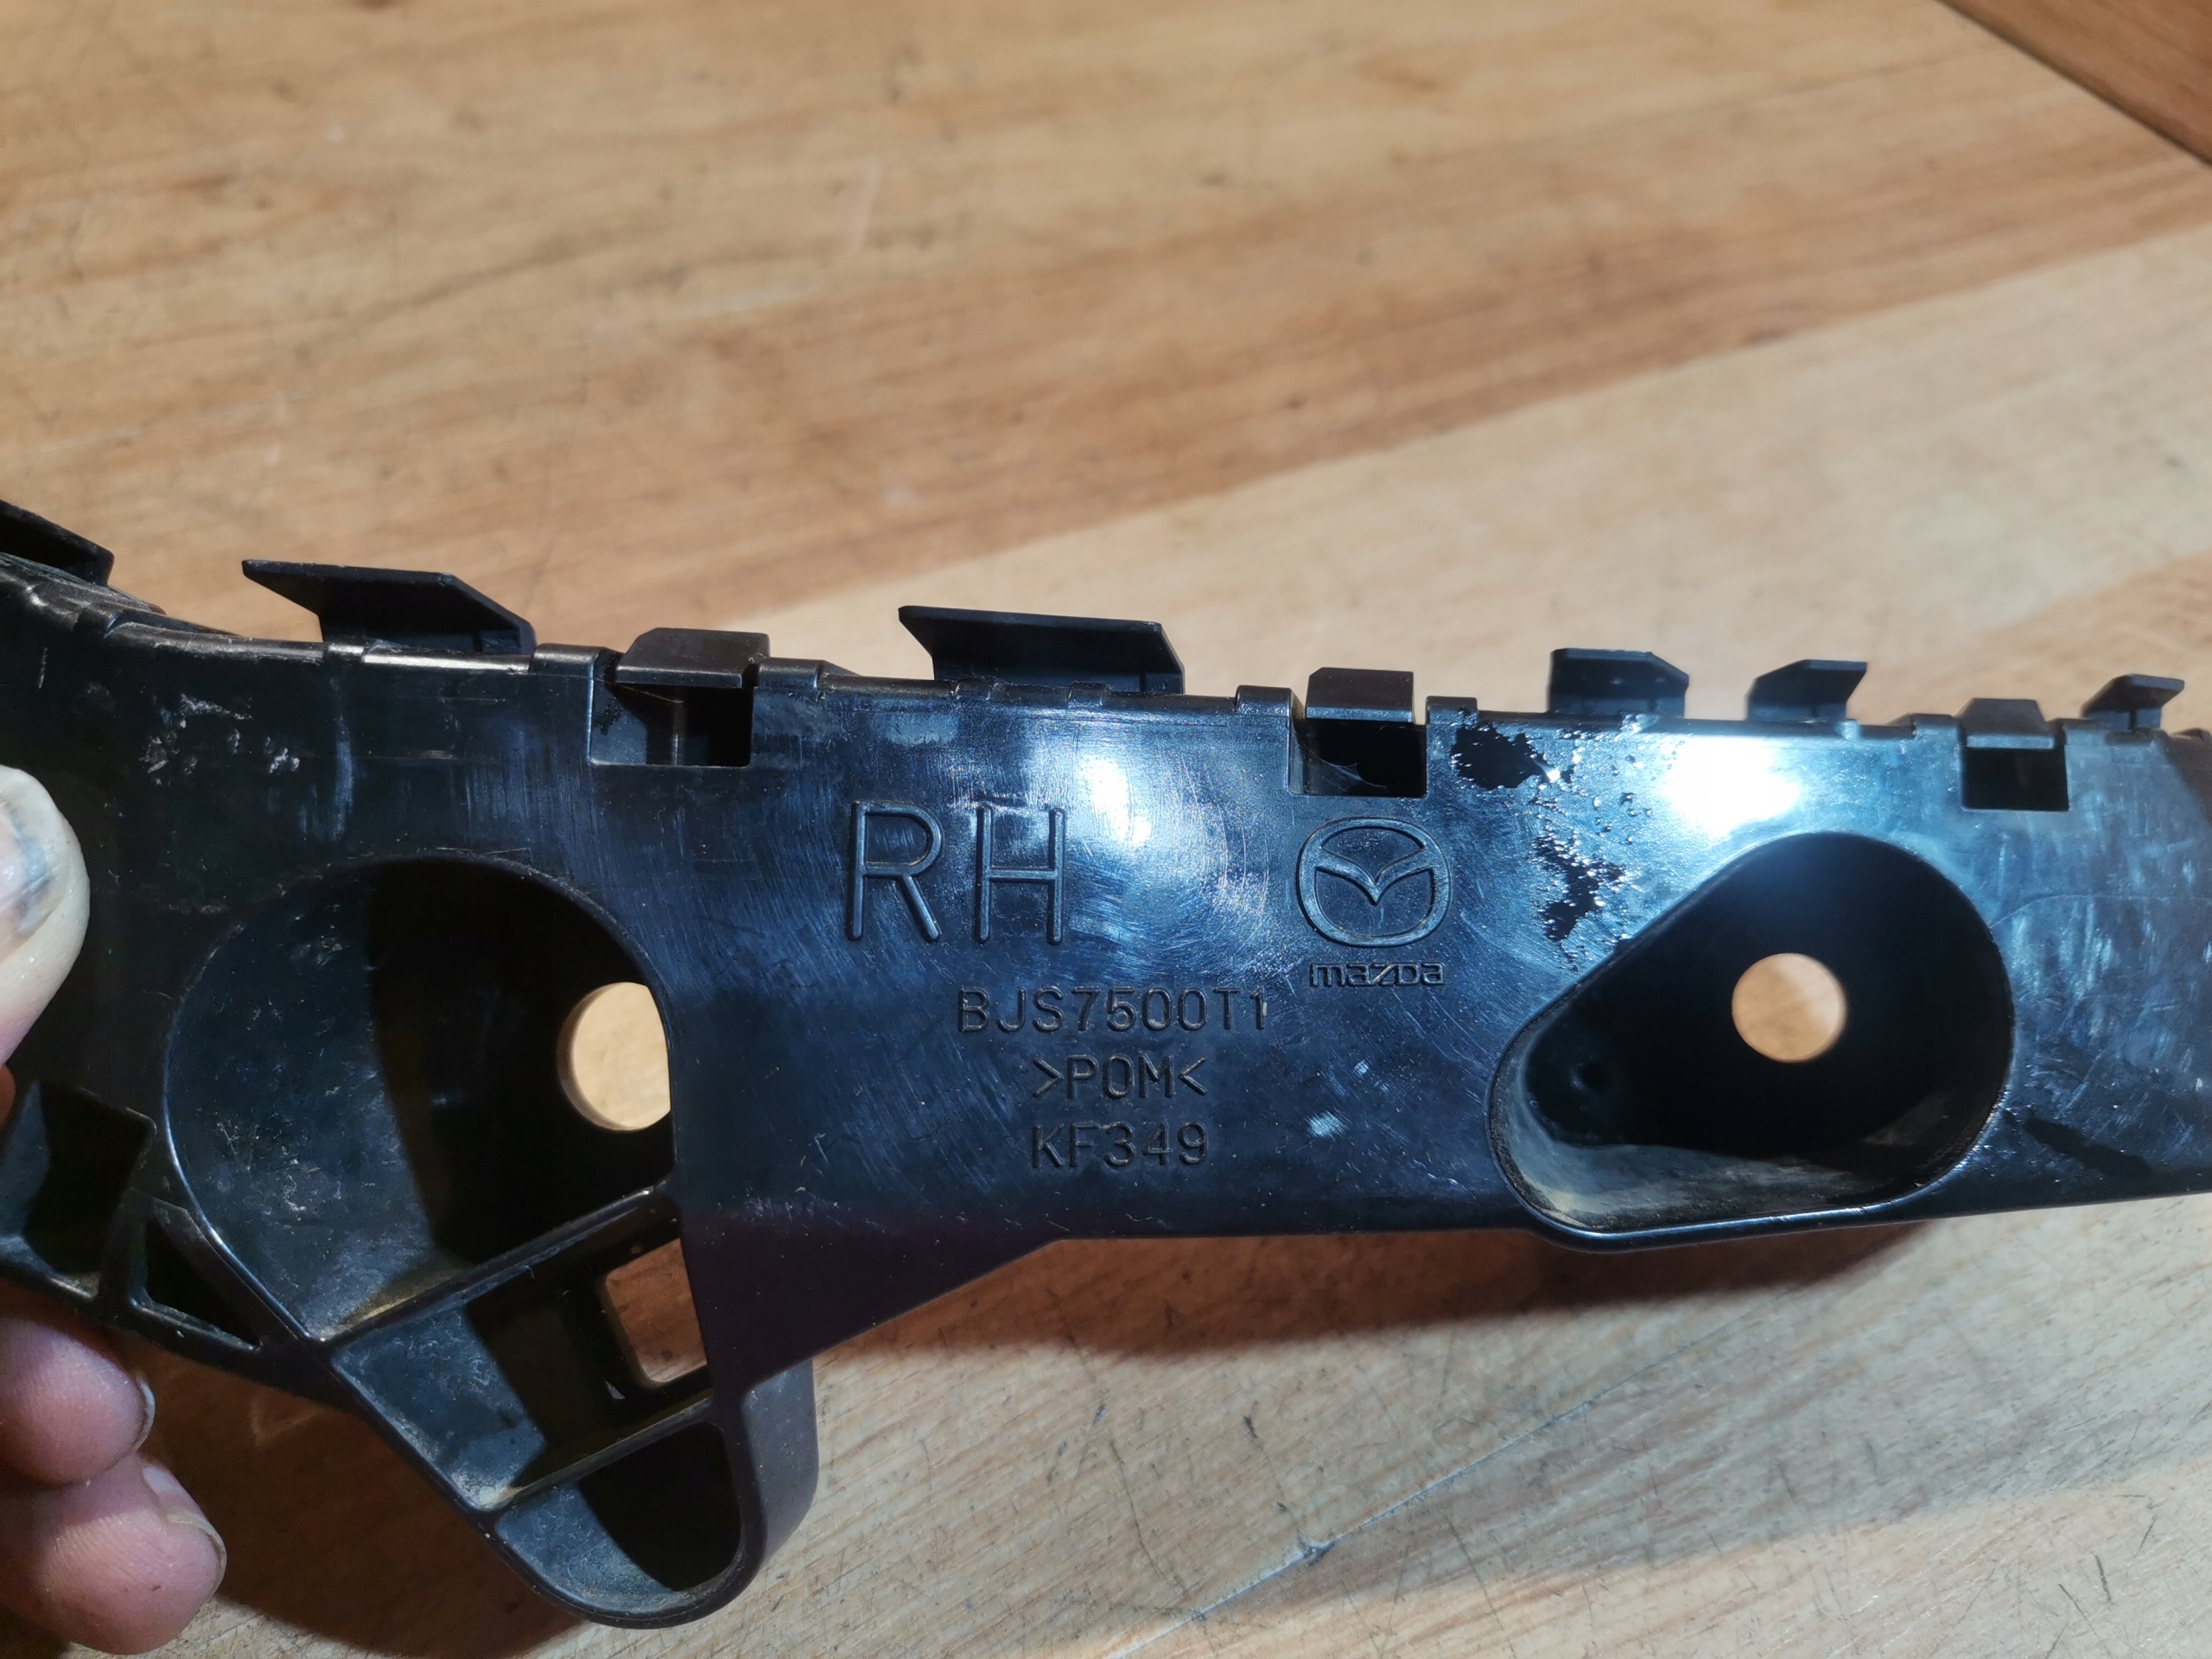 RH
mazda
BJS7500T1
>POM<
KF349